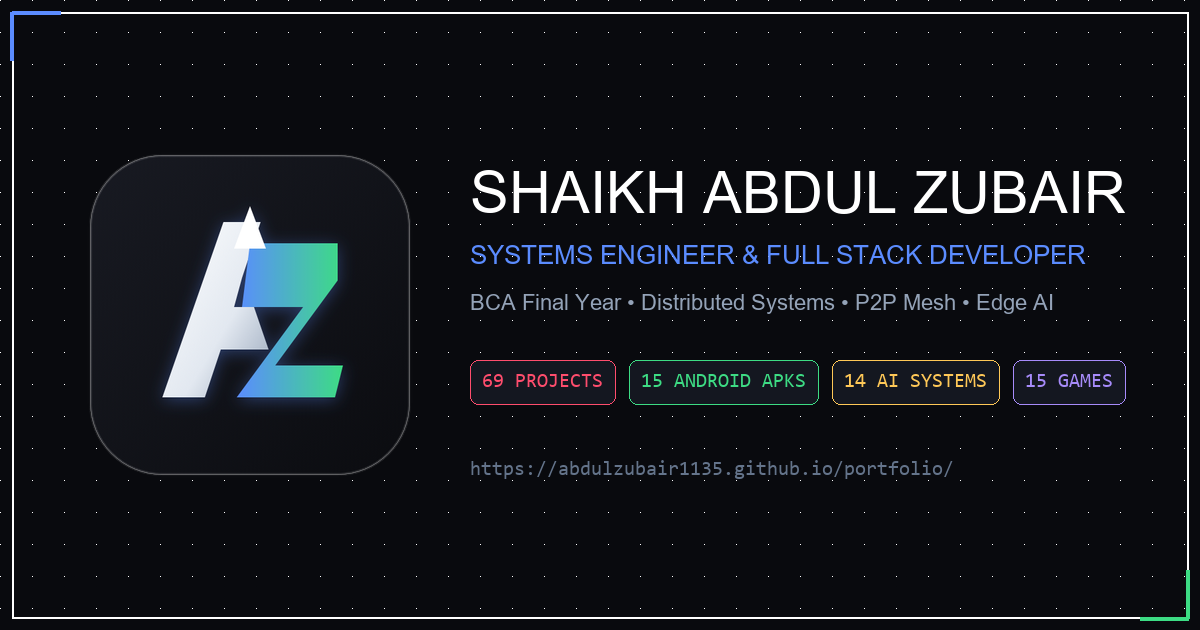 AZ
SHAIKH ABDUL ZUBAIR
SYSTEMS ENGINEER & FULL STACK DEVELOPER
BCA Final Year • Distributed Systems • P2P Mesh • Edge AI
69 PROJECTS 15 ANDROID APKS 14 AI SYSTEMS 15 GAMES
https://abdulzubair1135.github.io/portfolio/